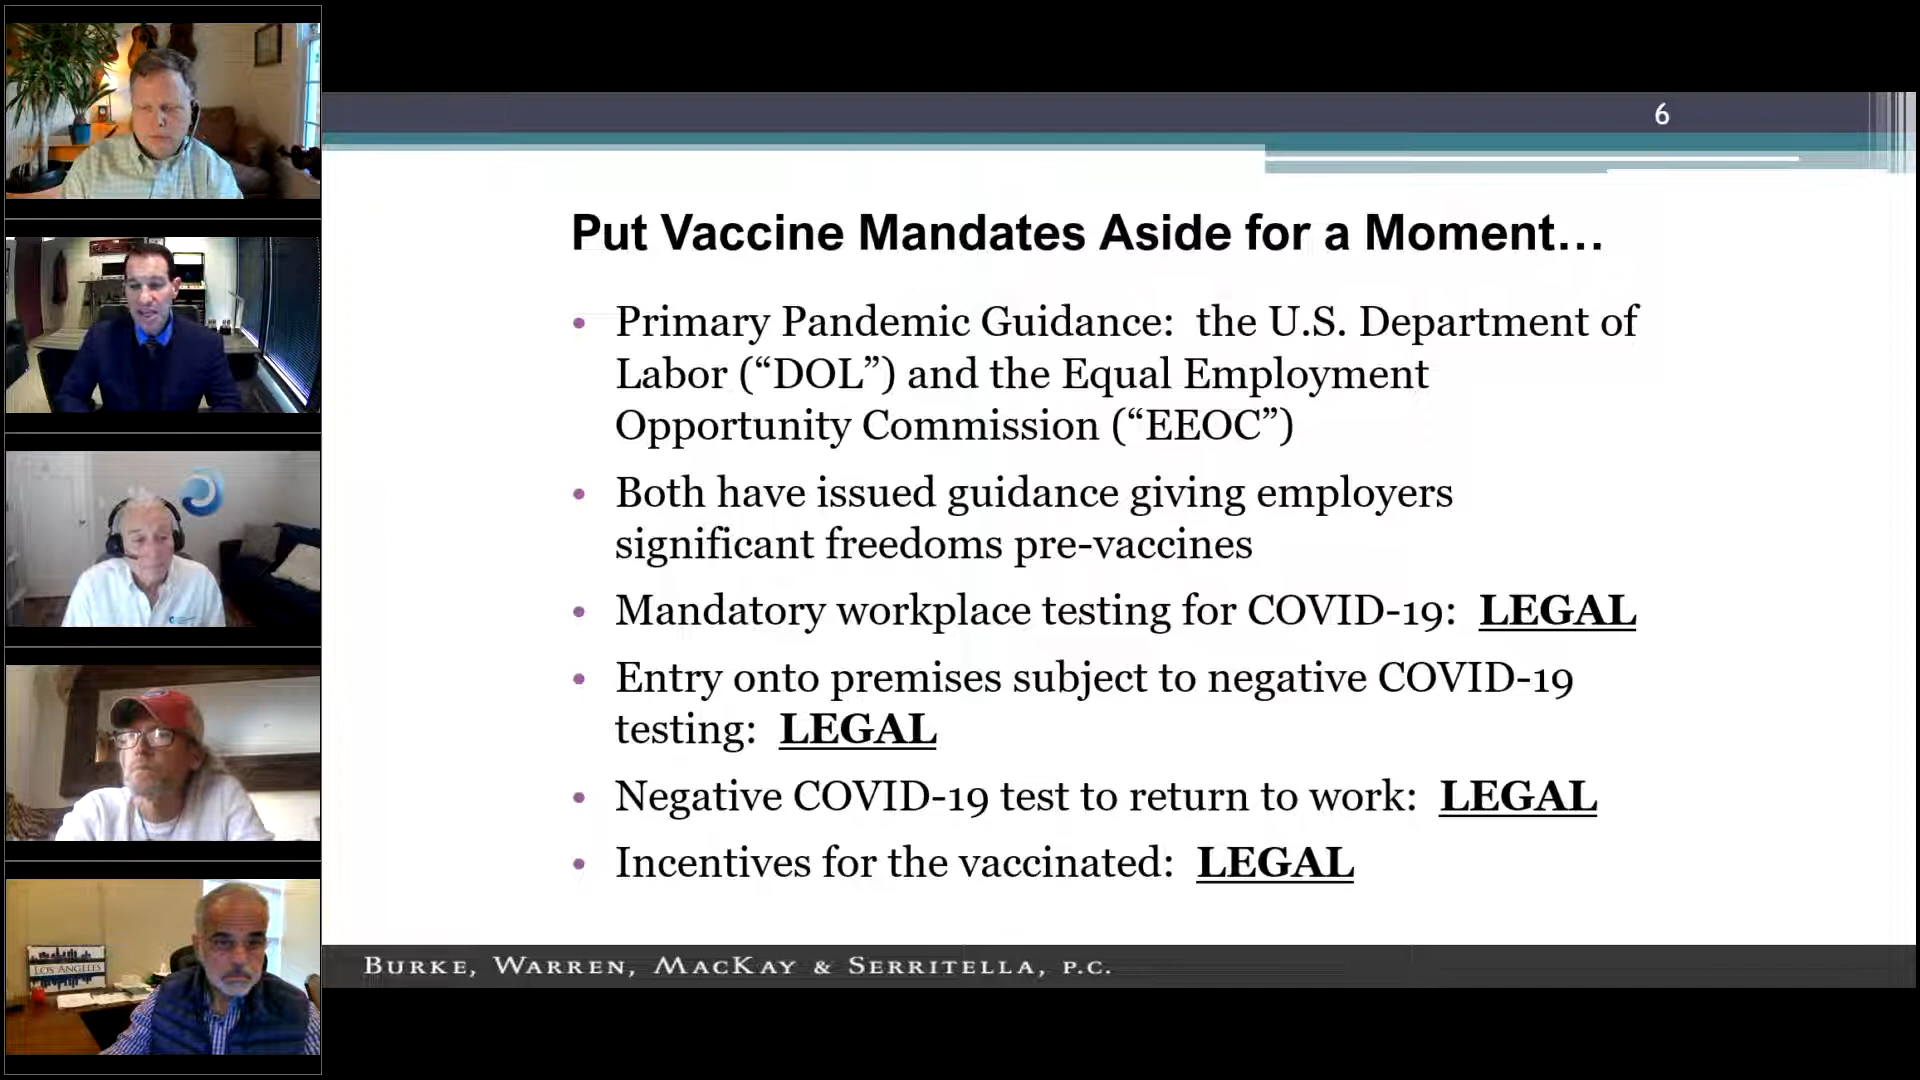 6
Put Vaccine Mandates Aside for a Moment…
• Primary Pandemic Guidance: the U.S. Department of
Labor (“DOL”) and the Equal Employment
Opportunity Commission (“EEOC”)
• Both have issued guidance giving employers
significant freedoms pre-vaccines
• Mandatory workplace testing for COVID-19: LEGAL
• Entry onto premises subject to negative COVID-19
testing: LEGAL
• Negative COVID-19 test to return to work: LEGAL
• Incentives for the vaccinated: LEGAL
BURKE, WARREN, MACKAY & SERRITELLA, P.C.
LOS ANGELES